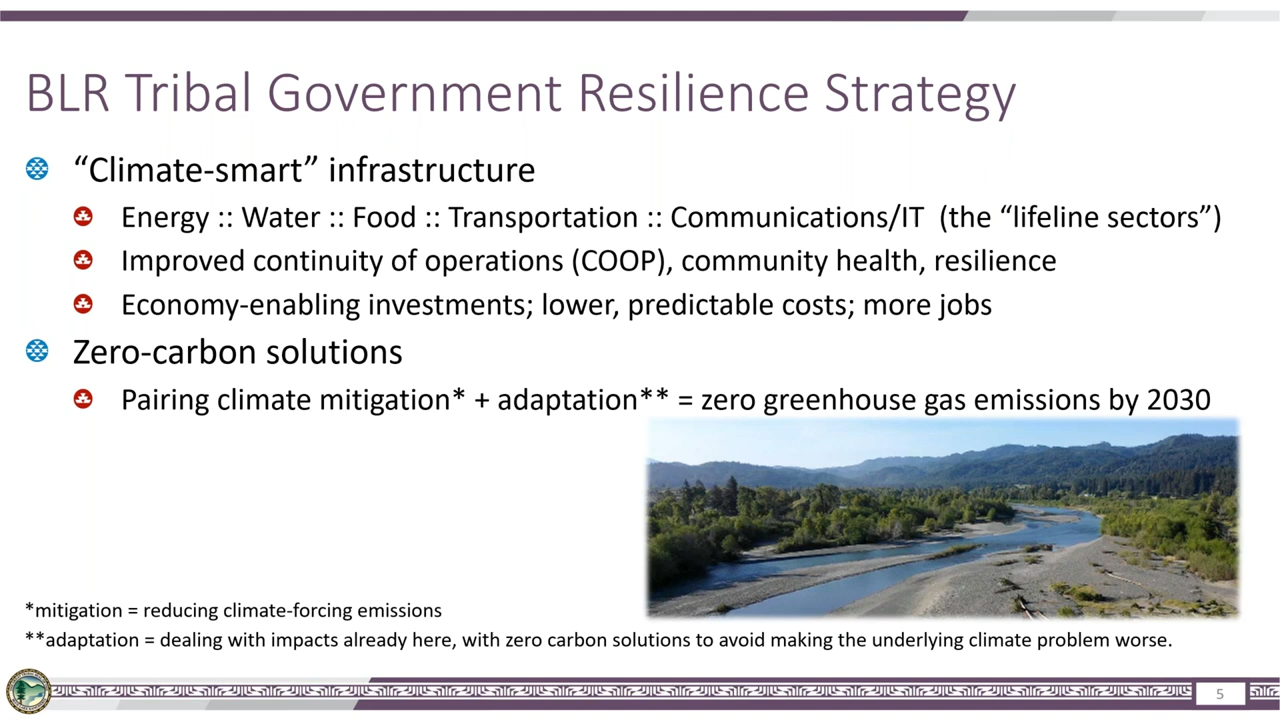 BLR Tribal Government Resilience Strategy
“Climate-smart” infrastructure
Energy :: Water :: Food :: Transportation :: Communications/IT (the “lifeline sectors”)
Improved continuity of operations (COOP), community health, resilience
Economy-enabling investments; lower, predictable costs; more jobs
Zero-carbon solutions
Pairing climate mitigation* + adaptation** = zero greenhouse gas emissions by 2030
*mitigation = reducing climate-forcing emissions
**adaptation = dealing with impacts already here, with zero carbon solutions to avoid making the underlying climate problem worse.
5